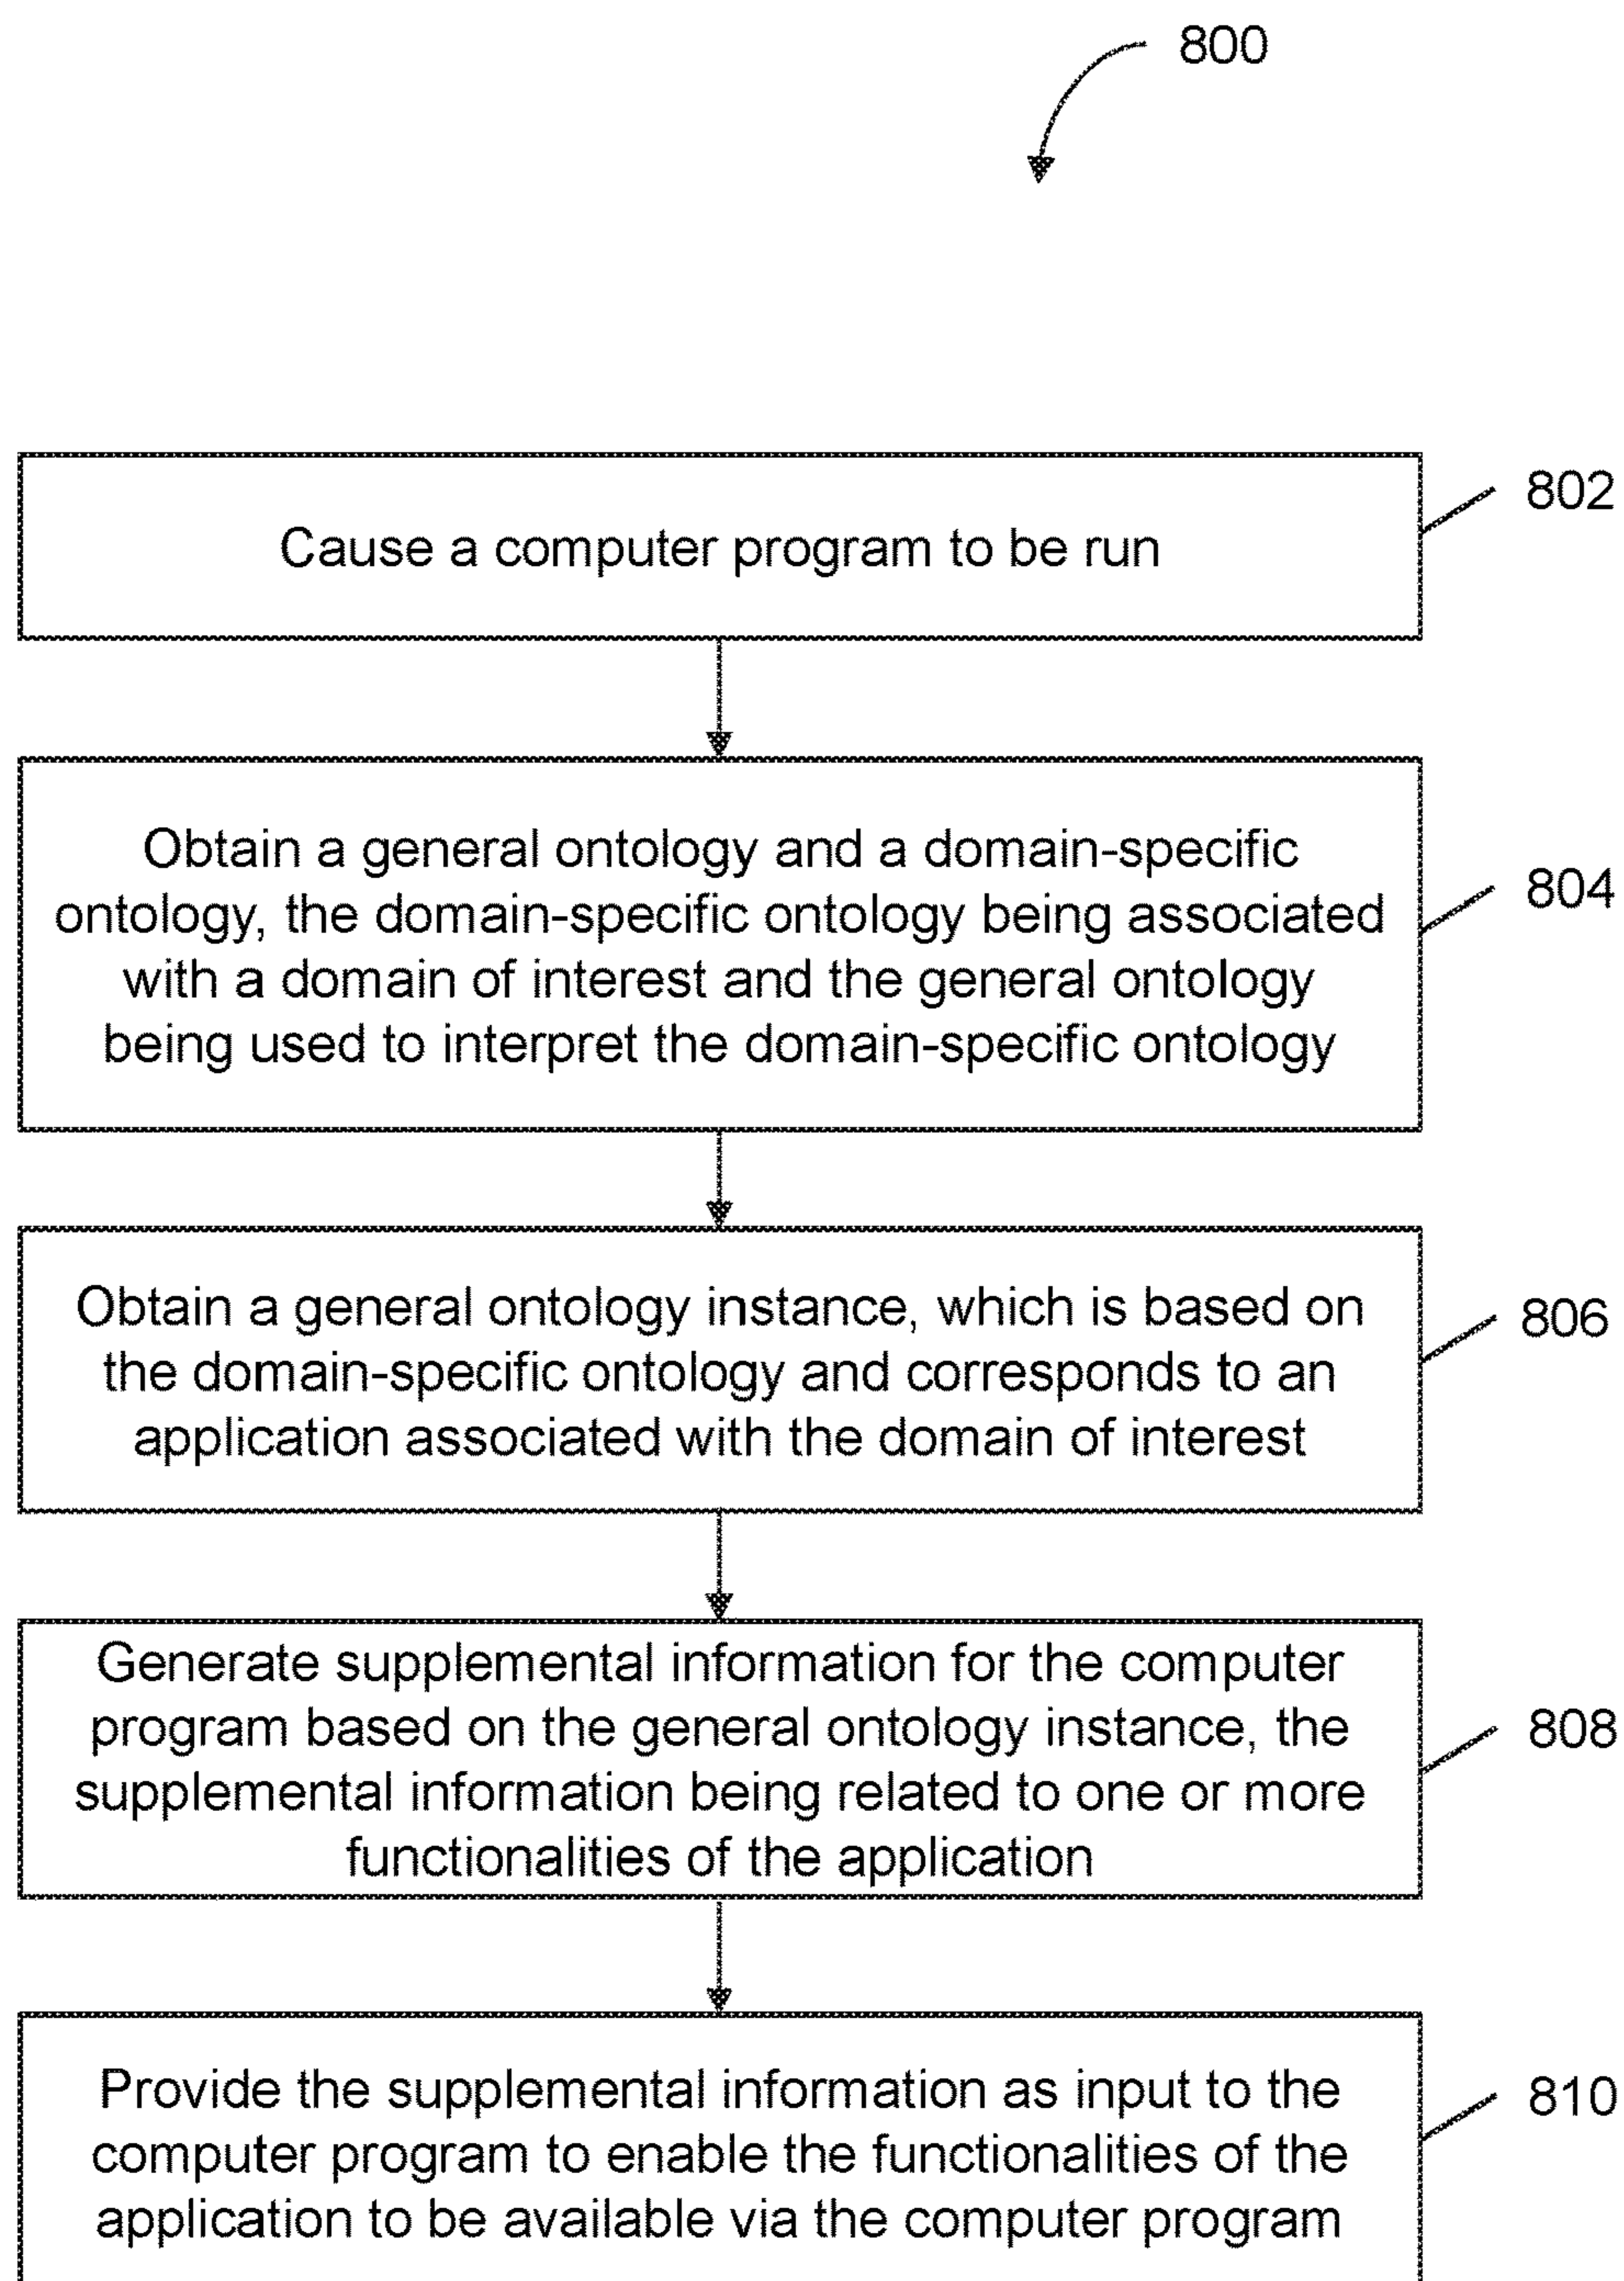 800
802
Cause a computer program to be run
804
Obtain a general ontology and a domain-specific
ontology, the domain-specific ontology being associated
with a domain of interest and the general ontology
being used to interpret the domain-specific ontology
806
Obtain a general ontology instance, which is based on
the domain-specific ontology and corresponds to an
application associated with the domain of interest
808
Generate supplemental information for the computer
program based on the general ontology instance, the
supplemental information being related to one or more
functionalities of the application
810
Provide the supplemental information as input to the
computer program to enable the functionalities of the
application to be available via the computer program